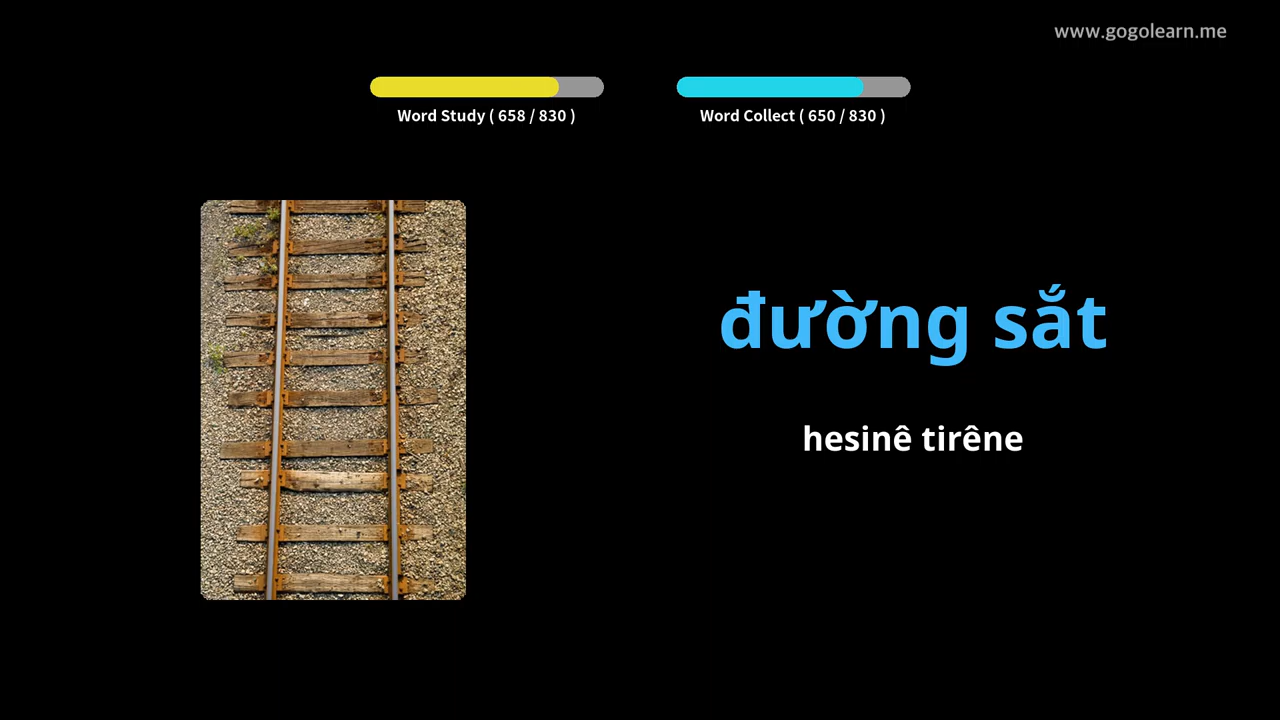 www.gogolearn.me
Word Study ( 658 / 830 )
Word Collect ( 650 / 830 )
đường sắt
hesinê tirêne